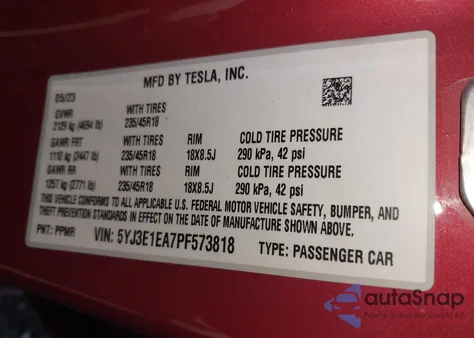 MFD BY TESLA, INC.
05/23
GVWR WITH TIRES
2125 kg (4694 lb) 235/45R18
GAWR FRT WITH TIRES RIM COLD TIRE PRESSURE
1110 kg (2447 lb) 235/45R18 18X8.5J 290 kPa, 42 psi
GAWR RR WITH TIRES RIM COLD TIRE PRESSURE
1257 kg (2771 lb) 235/45R18 18X8.5J 290 kPa, 42 psi
THIS VEHICLE CONFORMS TO ALL APPLICABLE U.S. FEDERAL MOTOR VEHICLE SAFETY, BUMPER, AND
THEFT PREVENTION STANDARDS IN EFFECT ON THE DATE OF MANUFACTURE SHOWN ABOVE.
PNT: PPMR VIN: 5YJ3E1EA7PF573818 TYPE: PASSENGER CAR
autoSnap